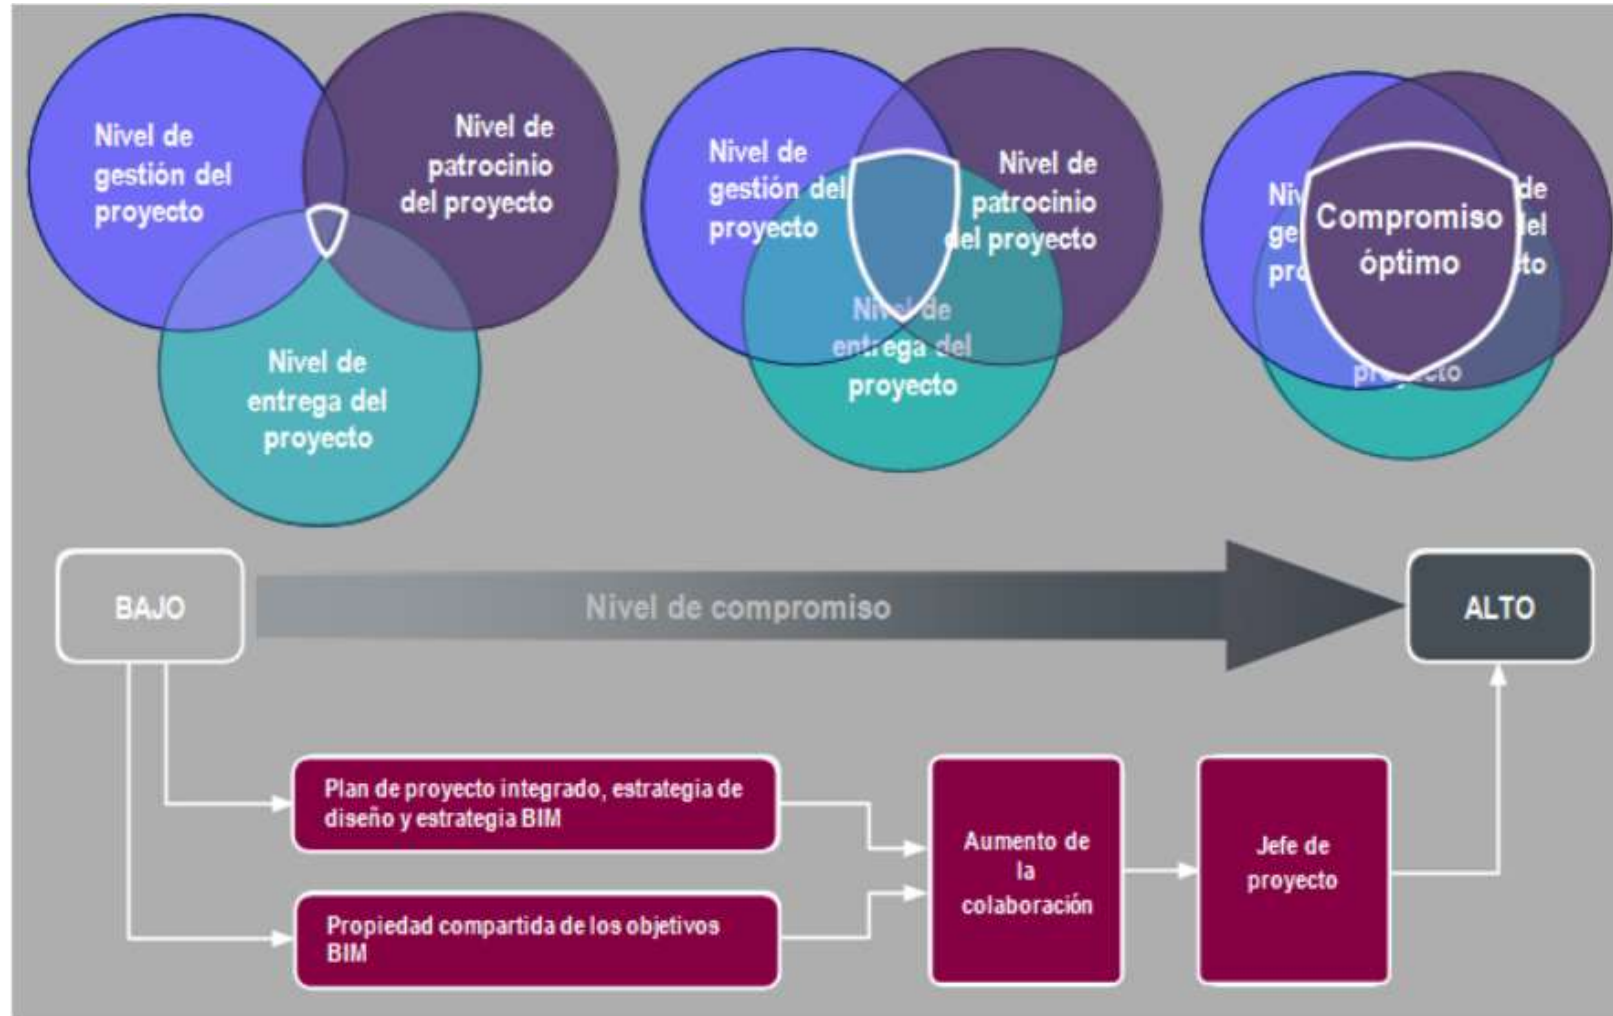 Nivel de
gestión del
proyecto
Nivel de
patrocinio
del proyecto
Nivel de
entrega del
proyecto
Nivel de
gestión del
proyecto
Nivel de
patrocinio
del proyecto
Nivel de
entrega del
proyecto
Compromiso
óptimo
BAJO
Nivel de compromiso
ALTO
Plan de proyecto integrado, estrategia de
diseño y estrategia BIM
Propiedad compartida de los objetivos
BIM
Aumento de
la
colaboración
Jefe de
proyecto